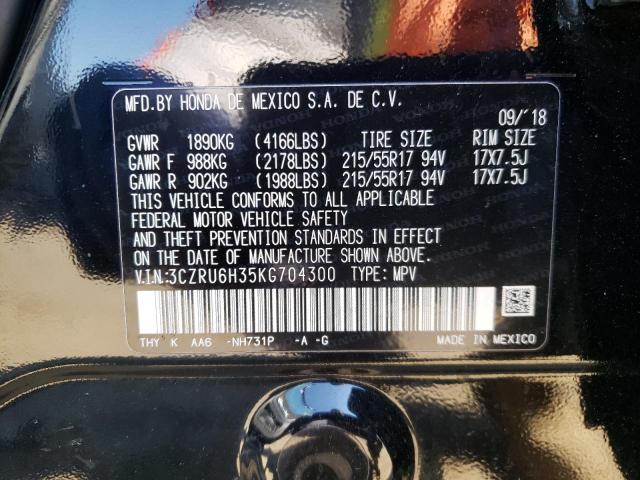 MFD.BY HONDA DE MEXICO S.A. DE C.V.
09/'18
GVWR 1890KG (4166LBS) TIRE SIZE RIM SIZE
GAWR F 988KG (2178LBS) 215/55R17 94V 17X7.5J
GAWR R 902KG (1988LBS) 215/55R17 94V 17X7.5J
THIS VEHICLE CONFORMS TO ALL APPLICABLE
FEDERAL MOTOR VEHICLE SAFETY
AND THEFT PREVENTION STANDARDS IN EFFECT
ON THE DATE OF MANUFACTURE SHOWN ABOVE.
V.I.N:3CZRU6H35KG704300 TYPE: MPV
THY K AA6 -NH731P -A -G MADE IN MEXICO